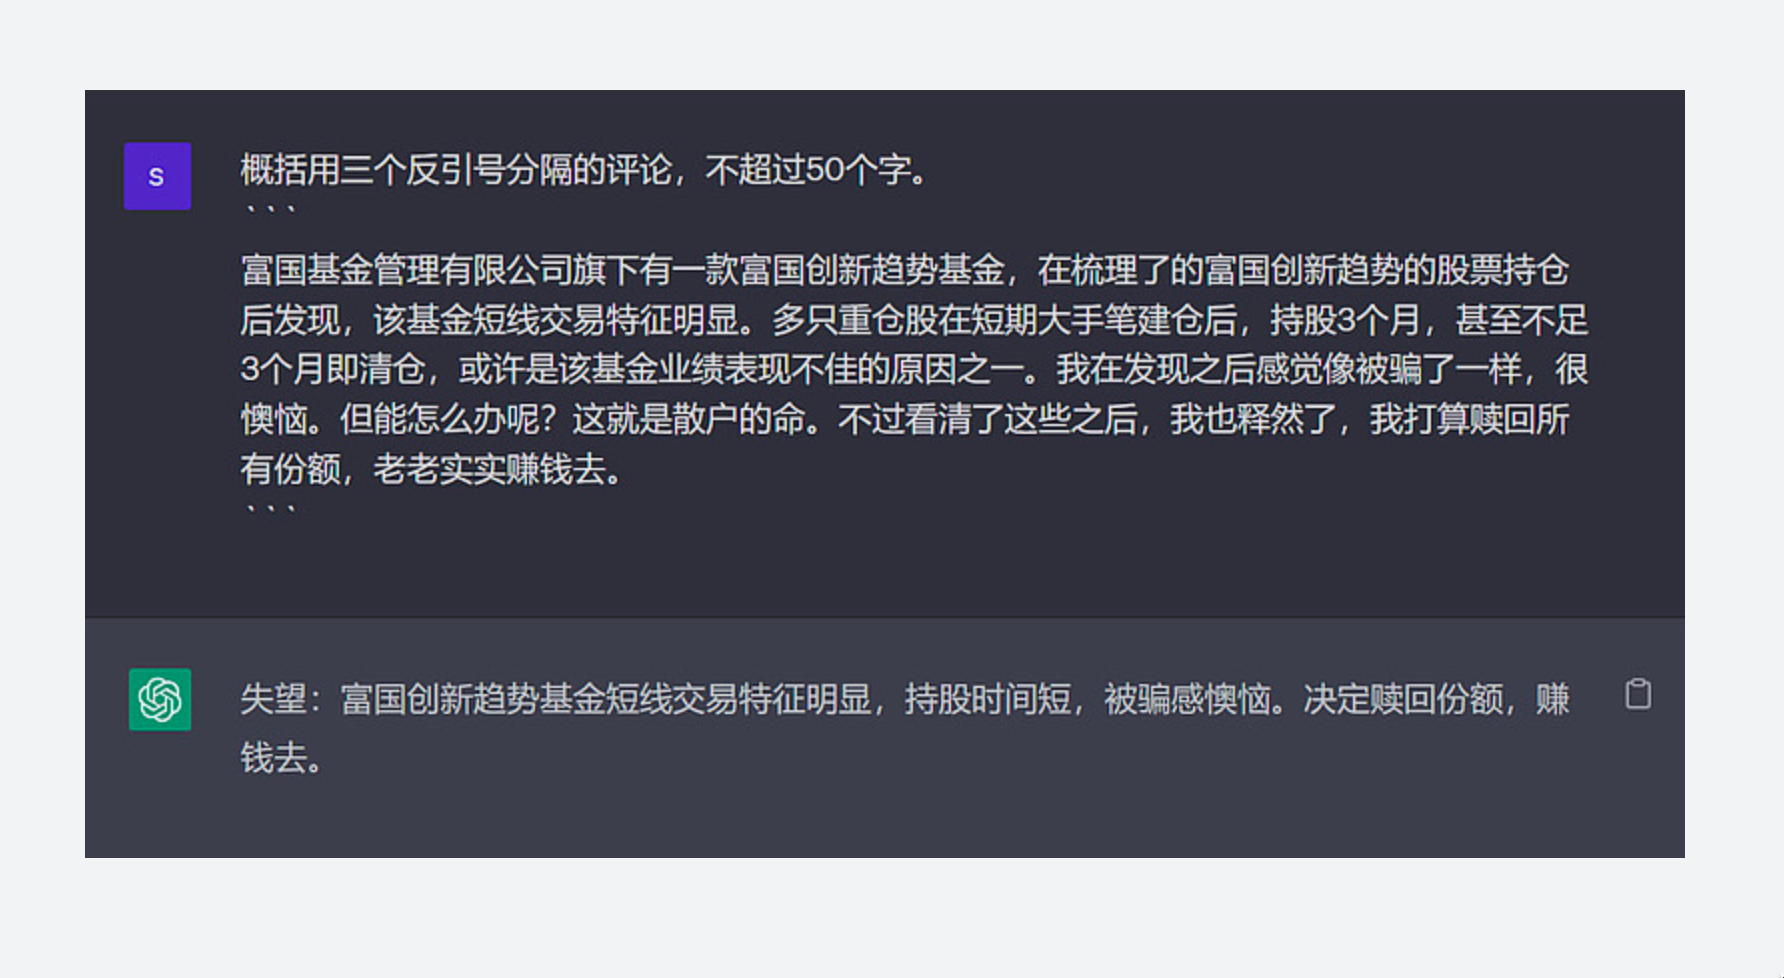 S
概括用三个反引号分隔的评论，不超过50个字。
```
富国基金管理有限公司旗下有一款富国创新趋势基金，在梳理了的富国创新趋势的股票持仓
后发现，该基金短线交易特征明显。多只重仓股在短期大手笔建仓后，持股3个月，甚至不足
3个月即清仓，或许是该基金业绩表现不佳的原因之一。我在发现之后感觉像被骗了一样，很
懊恼。但能怎么办呢？这就是散户的命。不过看清了这些之后，我也释然了，我打算赎回所
有份额，老老实实赚钱去。
```
失望：富国创新趋势基金短线交易特征明显，持股时间短，被骗感懊恼。决定赎回份额，赚
钱去。